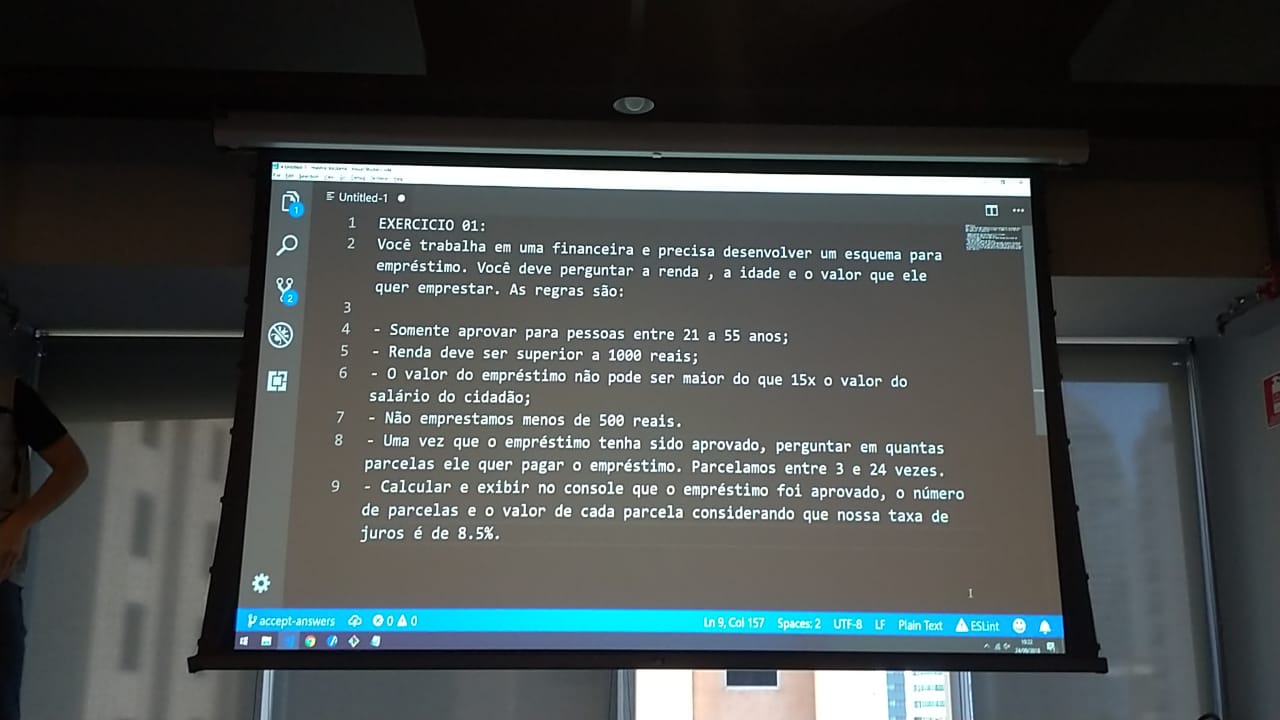 Untitled-1
1 EXERCICIO 01:
2 Você trabalha em uma financeira e precisa desenvolver um esquema para
empréstimo. Você deve perguntar a renda , a idade e o valor que ele
quer emprestar. As regras são:
3
4 - Somente aprovar para pessoas entre 21 a 55 anos;
5 - Renda deve ser superior a 1000 reais;
6 - O valor do empréstimo não pode ser maior do que 15x o valor do
salário do cidadão;
7 - Não emprestamos menos de 500 reais.
8 - Uma vez que o empréstimo tenha sido aprovado, perguntar em quantas
parcelas ele quer pagar o empréstimo. Parcelamos entre 3 e 24 vezes.
9 - Calcular e exibir no console que o empréstimo foi aprovado, o número
de parcelas e o valor de cada parcela considerando que nossa taxa de
juros é de 8.5%.
1
2
accept-answers 0 0 Ln 9, Col 157 Spaces: 2 UTF-8 LF Plain Text ESLint